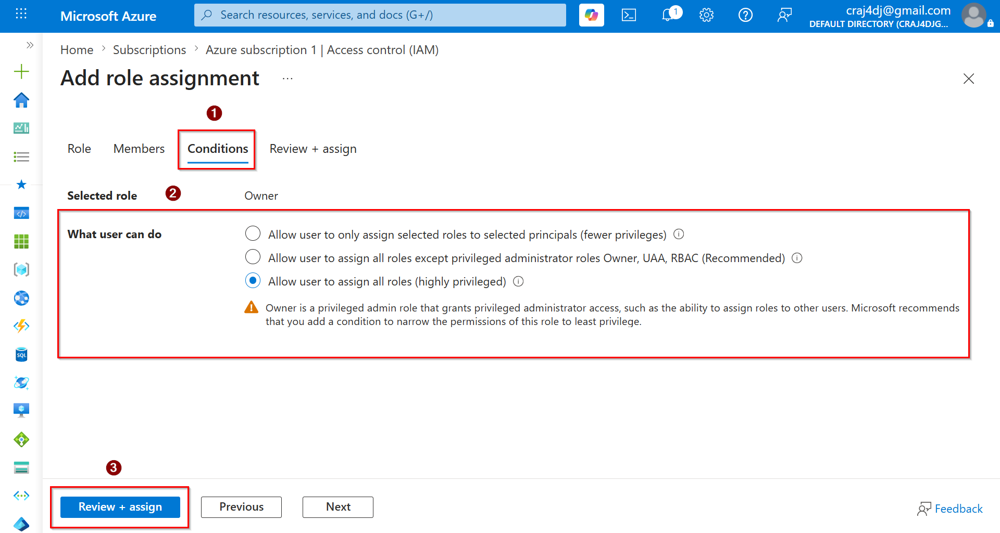 Microsoft Azure
Search resources, services, and docs (G+/)
1
craj4dj@gmail.com
DEFAULT DIRECTORY (CRAJ4DJG...
Home > Subscriptions > Azure subscription 1 | Access control (IAM)
Add role assignment ...
1
Role Members Conditions Review + assign
Selected role 2 Owner
What user can do
Allow user to only assign selected roles to selected principals (fewer privileges)
Allow user to assign all roles except privileged administrator roles Owner, UAA, RBAC (Recommended)
Allow user to assign all roles (highly privileged)
Owner is a privileged admin role that grants privileged administrator access, such as the ability to assign roles to other users. Microsoft recommends
that you add a condition to narrow the permissions of this role to least privilege.
SQL
3
Review + assign Previous Next
Feedback